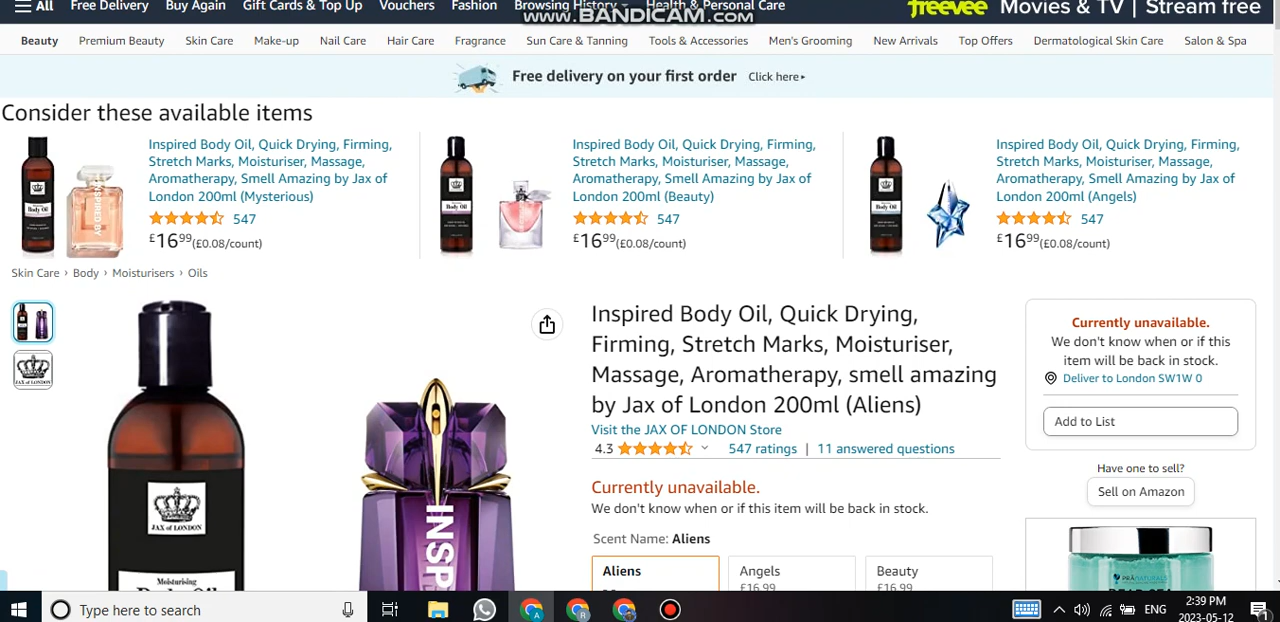 All Free Delivery Buy Again Gift Cards & Top Up Vouchers Fashion Browsing History Health & Personal Care
www.BANDICAM.com
freevee Movies & TV | Stream free
Beauty Premium Beauty Skin Care Make-up Nail Care Hair Care Fragrance Sun Care & Tanning Tools & Accessories Men's Grooming New Arrivals Top Offers Dermatological Skin Care Salon & Spa
Free delivery on your first order Click here
Consider these available items
Inspired Body Oil, Quick Drying, Firming,
Stretch Marks, Moisturiser, Massage,
Aromatherapy, Smell Amazing by Jax of
London 200ml (Mysterious)
547
£16.99(£0.08/count)
Inspired Body Oil, Quick Drying, Firming,
Stretch Marks, Moisturiser, Massage,
Aromatherapy, Smell Amazing by Jax of
London 200ml (Beauty)
547
£16.99(£0.08/count)
Inspired Body Oil, Quick Drying, Firming,
Stretch Marks, Moisturiser, Massage,
Aromatherapy, Smell Amazing by Jax of
London 200ml (Angels)
547
£16.99(£0.08/count)
Skin Care › Body › Moisturisers › Oils
JAX of LONDON
JAX of LONDON
Moisturising
Body Oil
INSPI
Inspired Body Oil, Quick Drying,
Firming, Stretch Marks, Moisturiser,
Massage, Aromatherapy, smell amazing
by Jax of London 200ml (Aliens)
Visit the JAX OF LONDON Store
4.3 547 ratings | 11 answered questions
Currently unavailable.
We don't know when or if this item will be back in stock.
Scent Name: Aliens
Aliens
Angels
£16.99
Beauty
£16.99
Currently unavailable.
We don't know when or if this
item will be back in stock.
Deliver to London SW1W 0
Add to List
Have one to sell?
Sell on Amazon
PRANATURALS
DEAD SEA
Type here to search
ENG
2:39 PM
2023-05-12
1